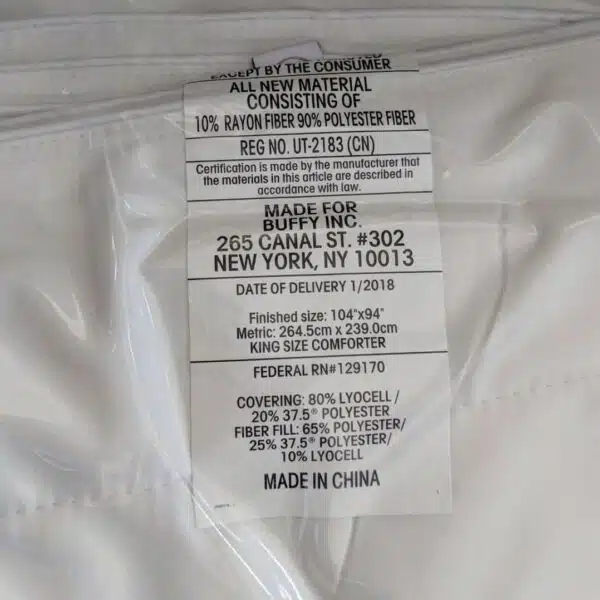 EXCEPT BY THE CONSUMER
ALL NEW MATERIAL
CONSISTING OF
10% RAYON FIBER 90% POLYESTER FIBER
REG NO. UT-2183 (CN)
Certification is made by the manufacturer that
the materials in this article are described in
accordance with law.
MADE FOR
BUFFY INC.
265 CANAL ST. #302
NEW YORK, NY 10013
DATE OF DELIVERY 1/2018
Finished size: 104"x94"
Metric: 264.5cm x 239.0cm
KING SIZE COMFORTER
FEDERAL RN#129170
COVERING: 80% LYOCELL /
20% 37.5® POLYESTER
FIBER FILL: 65% POLYESTER/
25% 37.5® POLYESTER/
10% LYOCELL
MADE IN CHINA